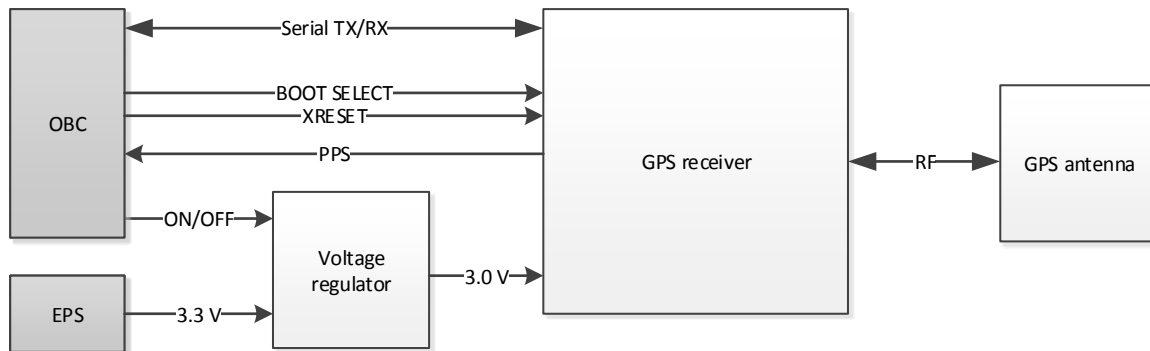 Serial TX/RX
BOOT SELECT
XRESET
OBC
PPS
GPS receiver
RF
GPS antenna
ON/OFF
Voltage
regulator
3.0 V
EPS
3.3 V